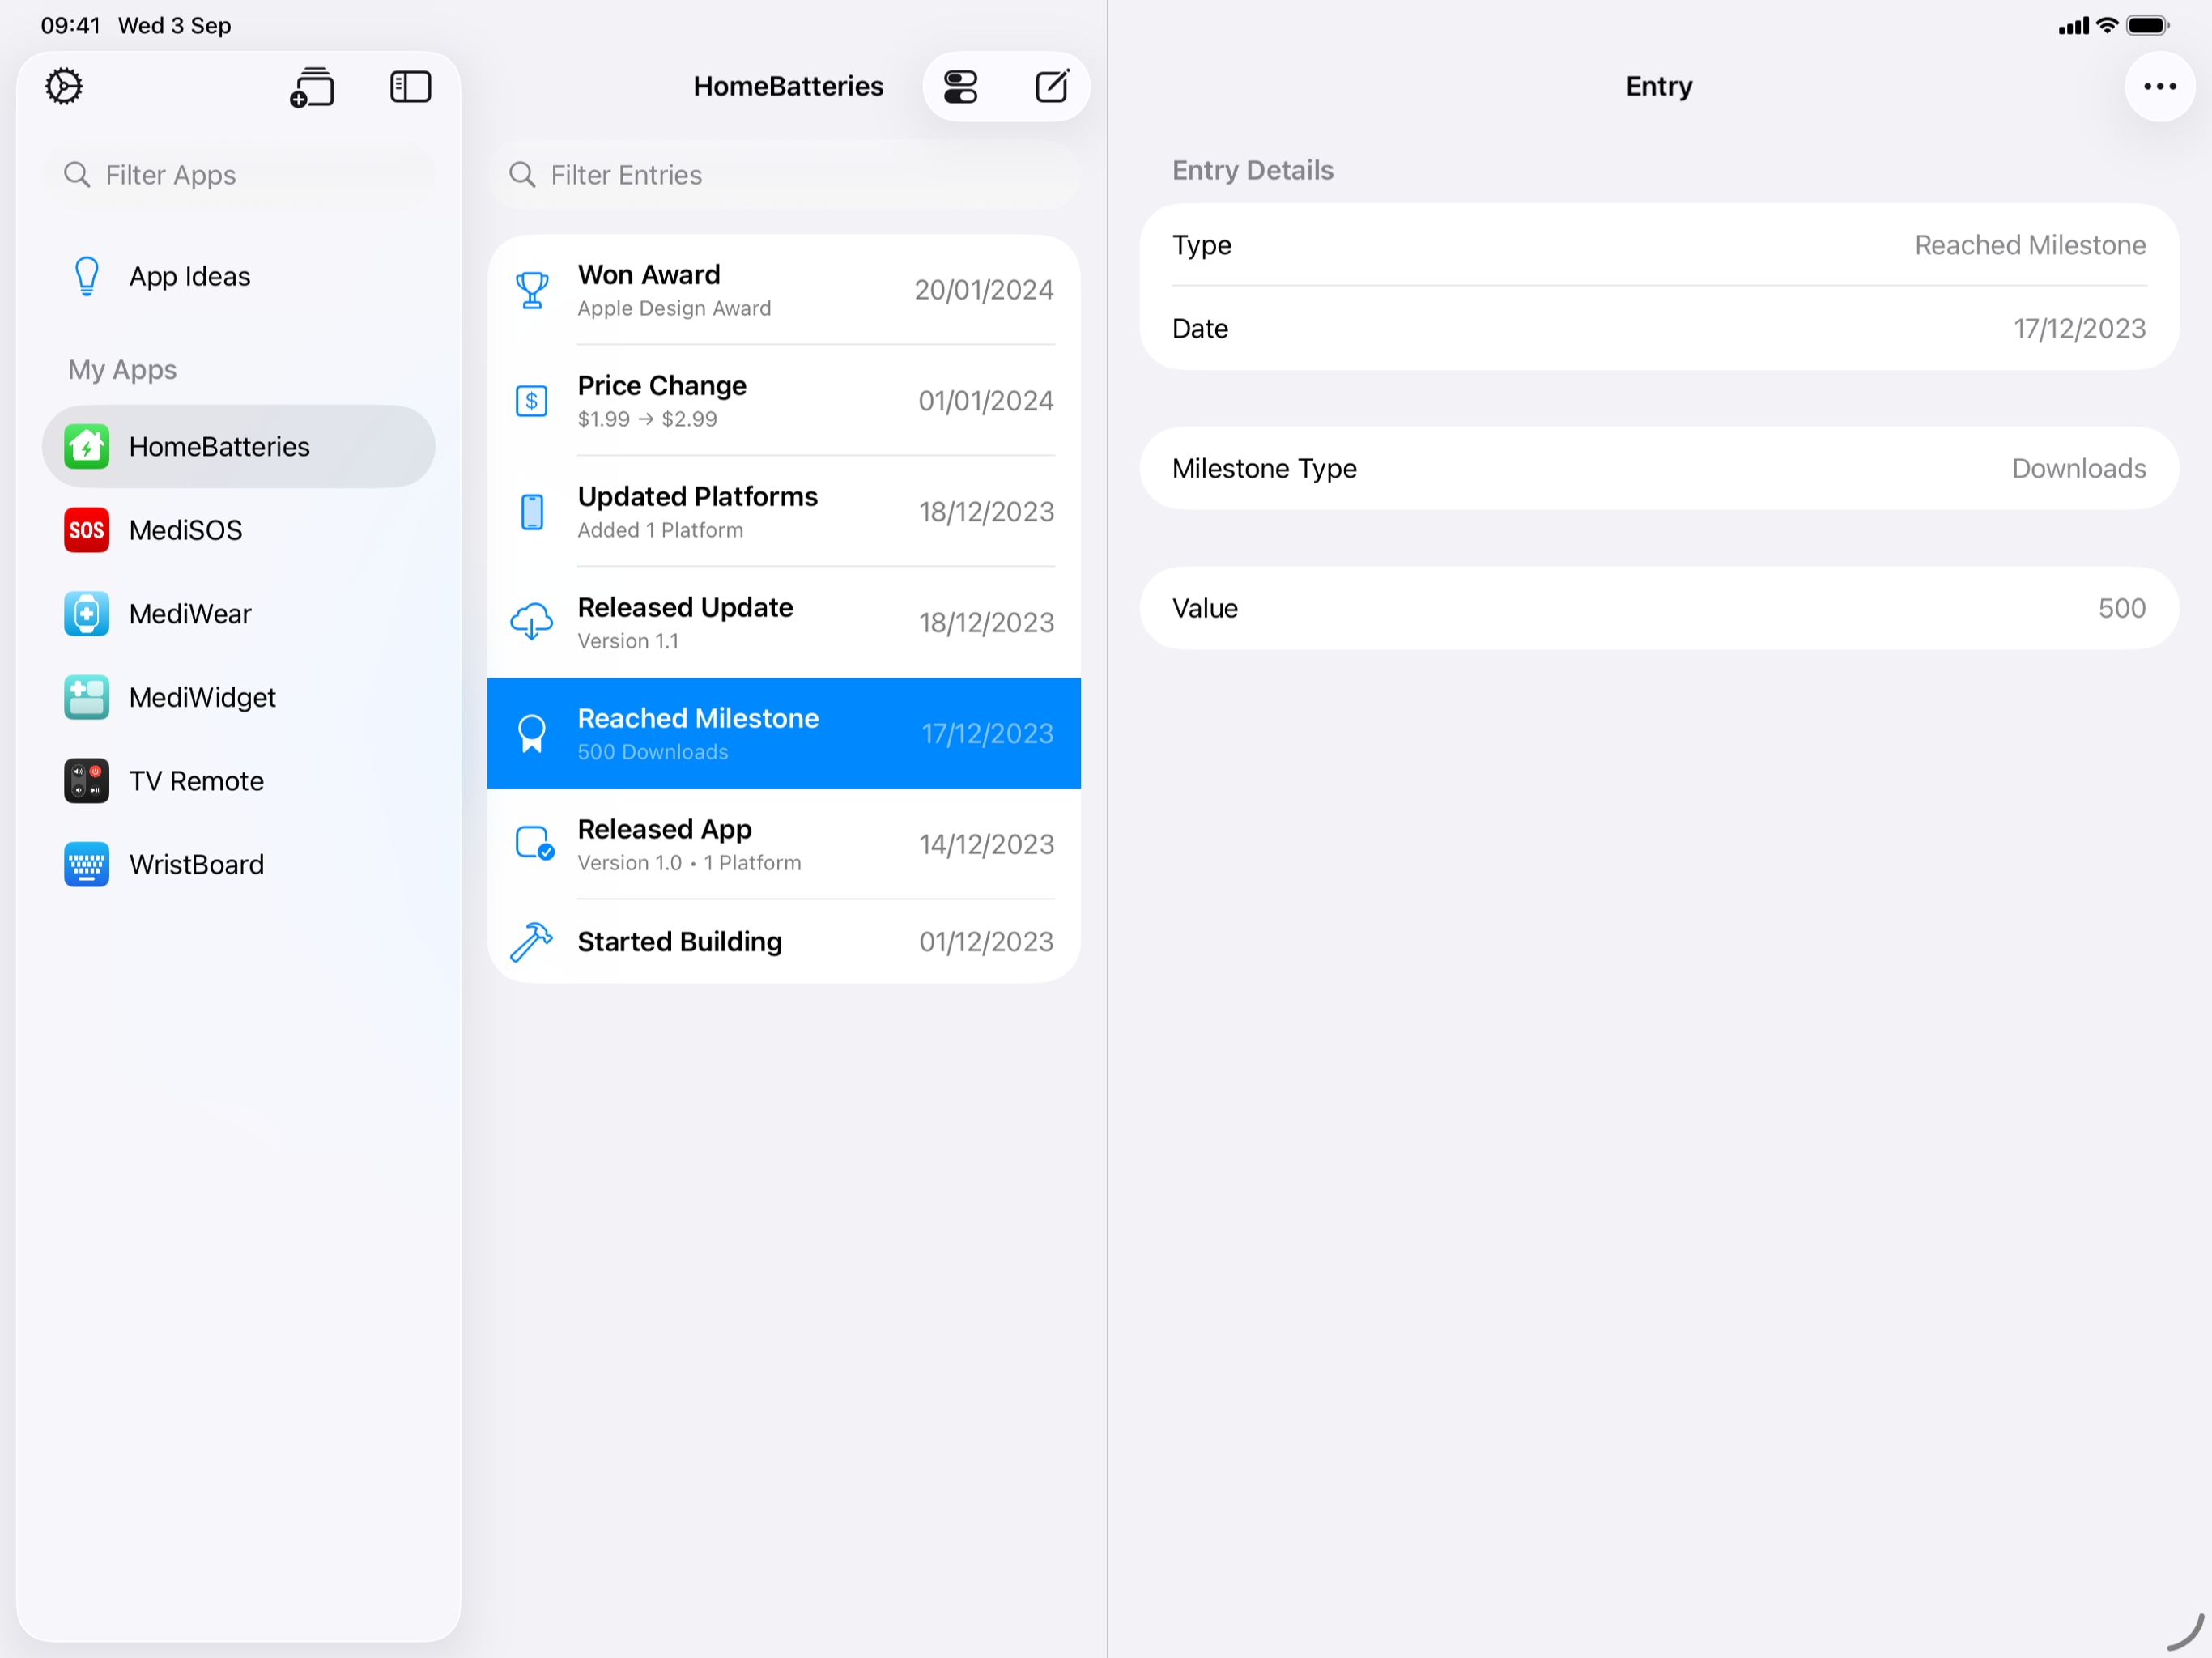 09:41 Wed 3 Sep
Filter Apps
App Ideas
My Apps
HomeBatteries
SOS MediSOS
MediWear
MediWidget
TV Remote
WristBoard
HomeBatteries
Filter Entries
Won Award
Apple Design Award
20/01/2024
$
Price Change
$1.99 → $2.99
01/01/2024
Updated Platforms
Added 1 Platform
18/12/2023
Released Update
Version 1.1
18/12/2023
Reached Milestone
500 Downloads
17/12/2023
Released App
Version 1.0 • 1 Platform
14/12/2023
Started Building
01/12/2023
Entry
Entry Details
Type Reached Milestone
Date 17/12/2023
Milestone Type Downloads
Value 500